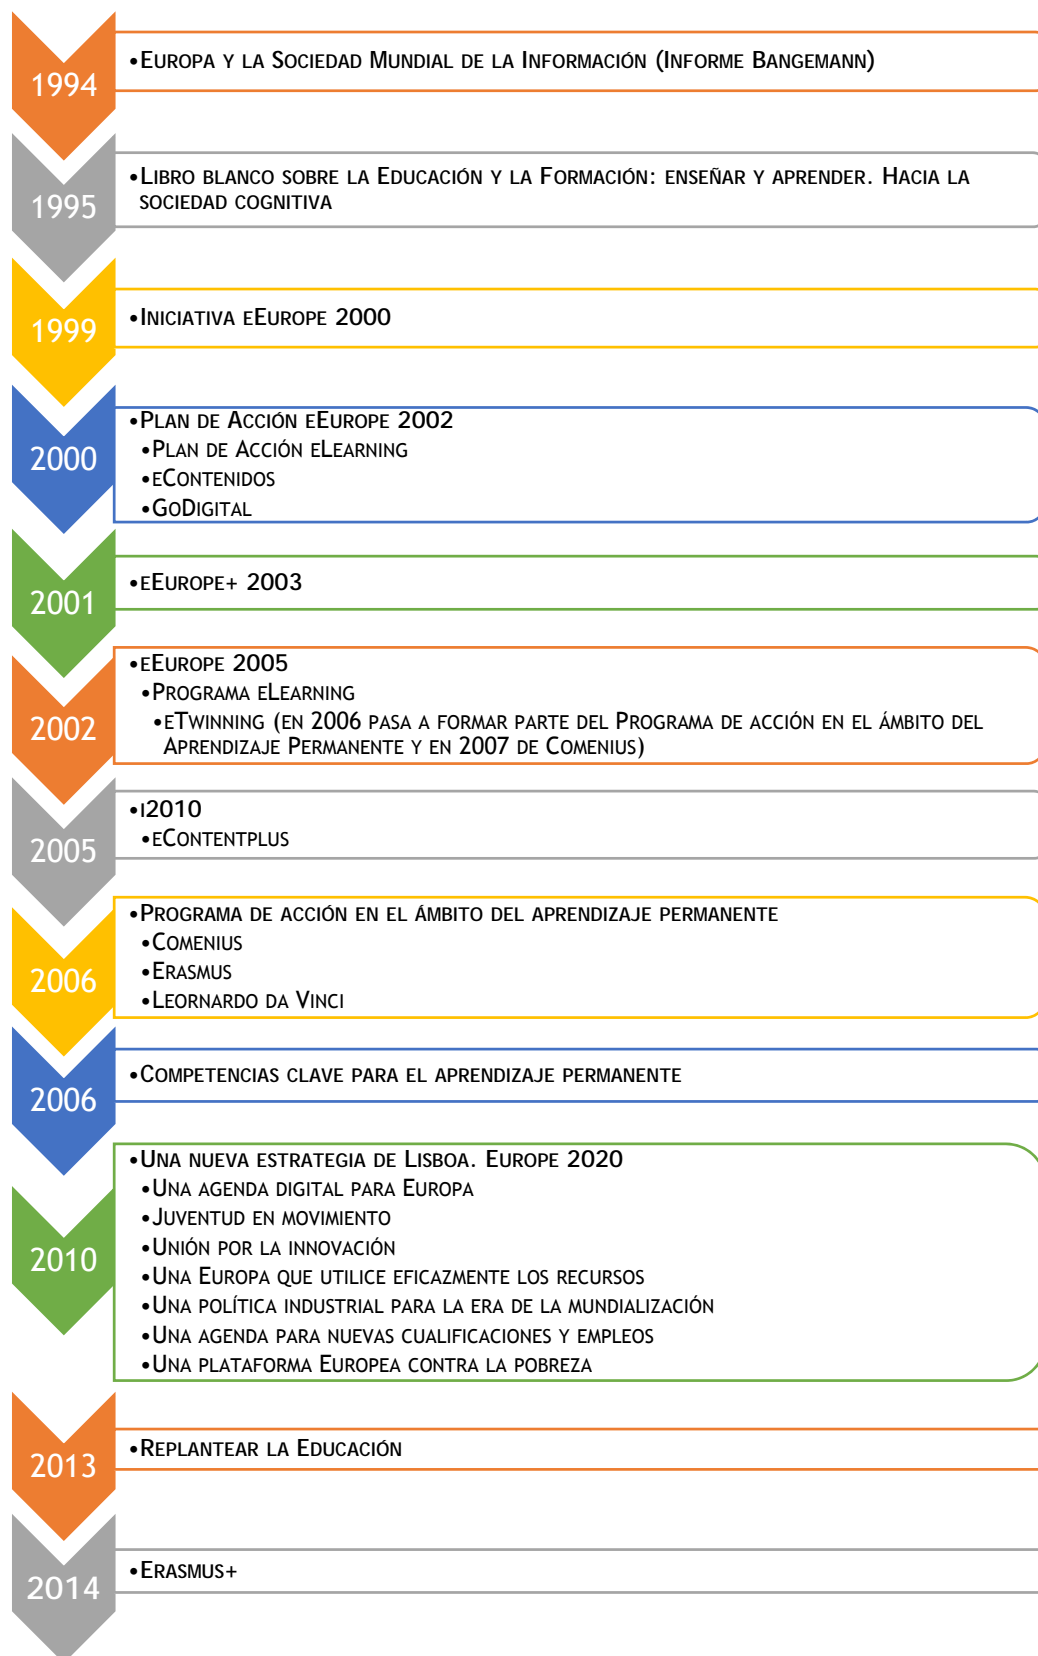 1994
•Europa y la Sociedad Mundial de la Información (Informe Bangemann)
1995
•Libro blanco sobre la Educación y la Formación: enseñar y aprender. Hacia la
sociedad cognitiva
1999
•Iniciativa eEurope 2000
2000
•Plan de Acción eEurope 2002
•Plan de Acción eLearning
•eContenidos
•GoDigital
2001
•eEurope+ 2003
2002
•eEurope 2005
•Programa eLearning
•eTwinning (en 2006 pasa a formar parte del Programa de acción en el ámbito del
Aprendizaje Permanente y en 2007 de Comenius)
2005
•i2010
•eContentplus
2006
•Programa de acción en el ámbito del aprendizaje permanente
•Comenius
•Erasmus
•Leornardo da Vinci
2006
•Competencias clave para el aprendizaje permanente
2010
•Una nueva estrategia de Lisboa. Europe 2020
•Una agenda digital para Europa
•Juventud en movimiento
•Unión por la innovación
•Una Europa que utilice eficazmente los recursos
•Una política industrial para la era de la mundialización
•Una agenda para nuevas cualificaciones y empleos
•Una plataforma Europea contra la pobreza
2013
•Replantear la Educación
2014
•Erasmus+